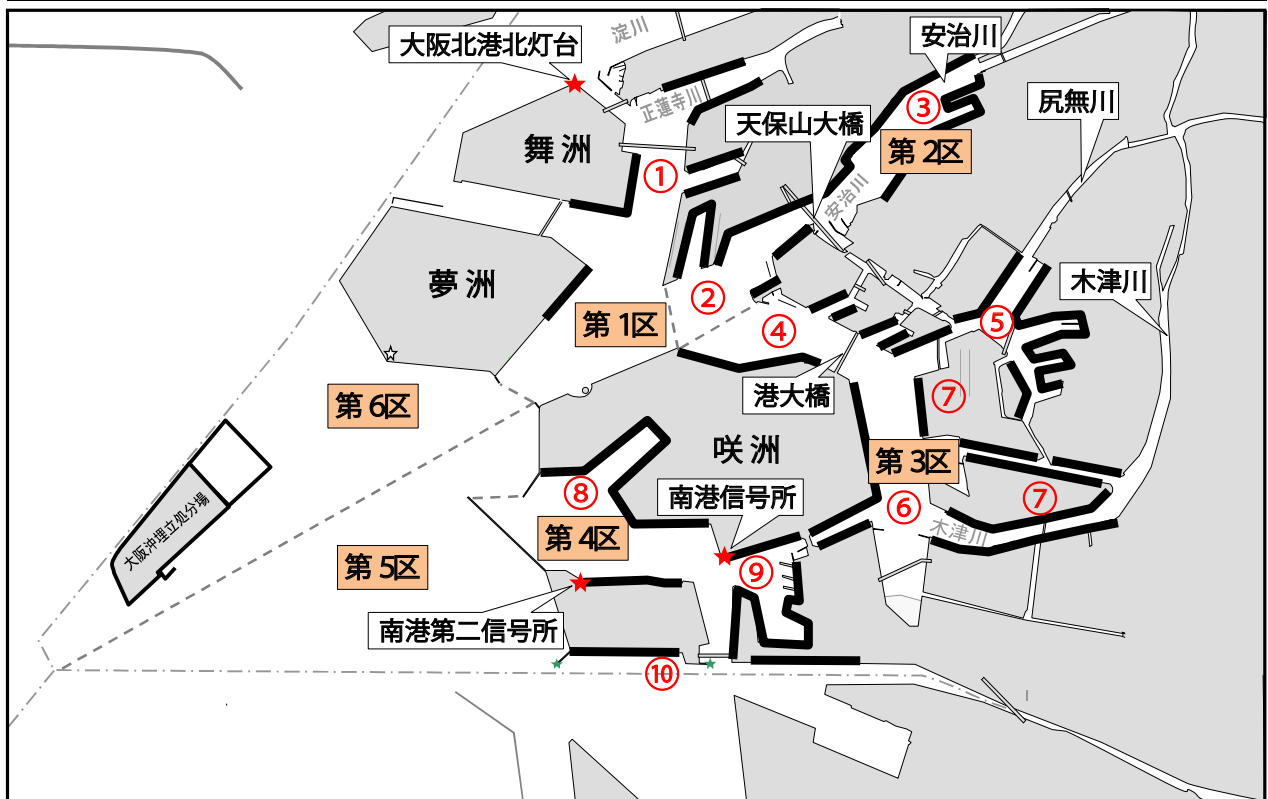 淀川
安治川
大阪北港北灯台
尻無川
正蓮寺川
③
天保山大橋
舞洲
第2区
①
安治川
木津川
夢洲
②
第1区
④
⑤
港大橋
⑦
第6区
咲洲
第3区
南港信号所
⑧
⑦
⑥
大阪沖埋立処分場
第4区
木津川
第5区
⑨
南港第二信号所
⑩